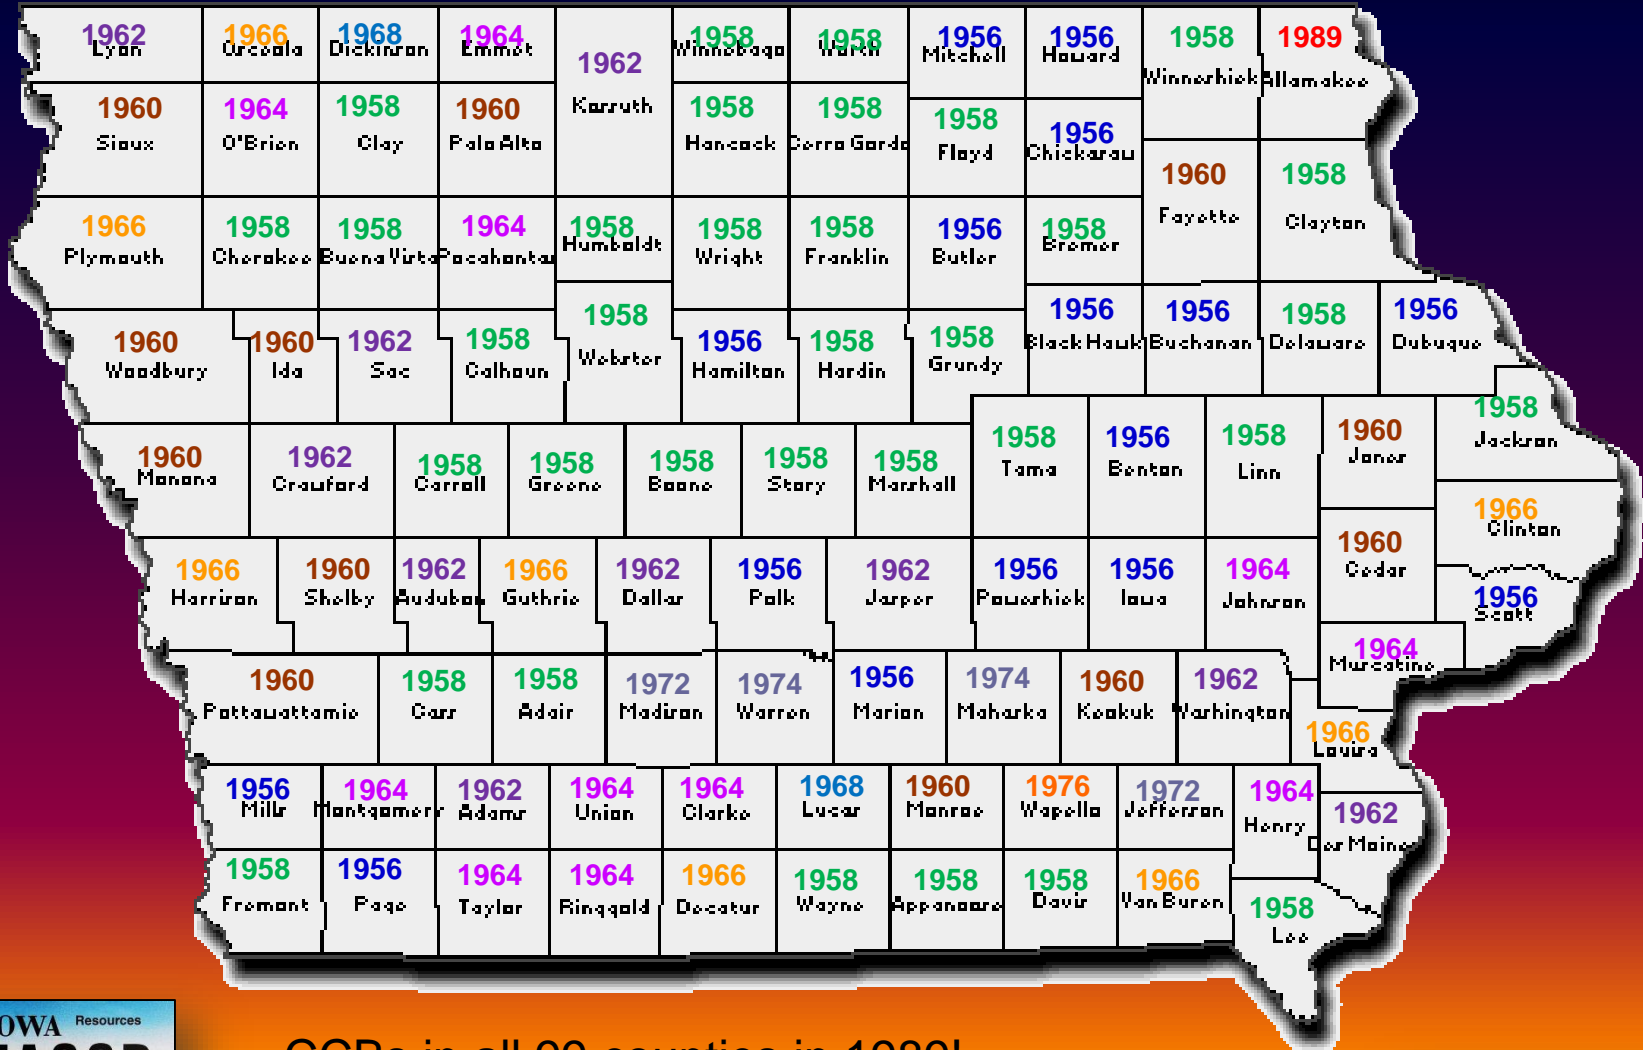 1962 1966 1968 1964 1962 1958 1958 1956 1956 1958 1989
Lyon Osceola Dickinson Emmet Kossuth Winnebago Worth Mitchell Howard Winneshiek Allamakee
1960 1964 1958 1960 1958 1958 1958 1956
Sioux O'Brien Clay Palo Alto Hancock Cerro Gordo Floyd Chickasaw
1960 1958
Fayette Clayton
1966 1958 1958 1964 1958 1958 1958 1956 1958
Plymouth Cherokee Buena Vista Pocahontas Humboldt Wright Franklin Butler Bremer
1960 1960 1962 1958 1958 1956 1958 1958 1956 1956 1958 1956
Woodbury Ida Sac Calhoun Webster Hamilton Hardin Grundy Black Hawk Buchanan Delaware Dubuque
1960 1962 1958 1958 1958 1958 1958 1958 1956 1958 1960 1958
Monona Crawford Carroll Greene Boone Story Marshall Tama Benton Linn Jones Jackson
1966
Clinton
1966 1960 1962 1966 1962 1956 1962 1956 1956 1964 1960 1956
Harrison Shelby Audubon Guthrie Dallas Polk Jasper Poweshiek Iowa Johnson Cedar Scott
1964
Muscatine
1960 1958 1958 1972 1974 1956 1974 1960 1962 1966
Pottawattamie Cass Adair Madison Warren Marion Mahaska Keokuk Washington Louisa
1956 1964 1962 1964 1964 1968 1960 1976 1972 1964 1962
Mills Montgomery Adams Union Clarke Lucas Monroe Wapello Jefferson Henry Des Moines
1958 1956 1964 1964 1966 1958 1958 1958 1966 1958
Fremont Page Taylor Ringgold Decatur Wayne Appanoose Davis Van Buren Lee
OWA Resources
CCBs in all 99 counties in 1989!